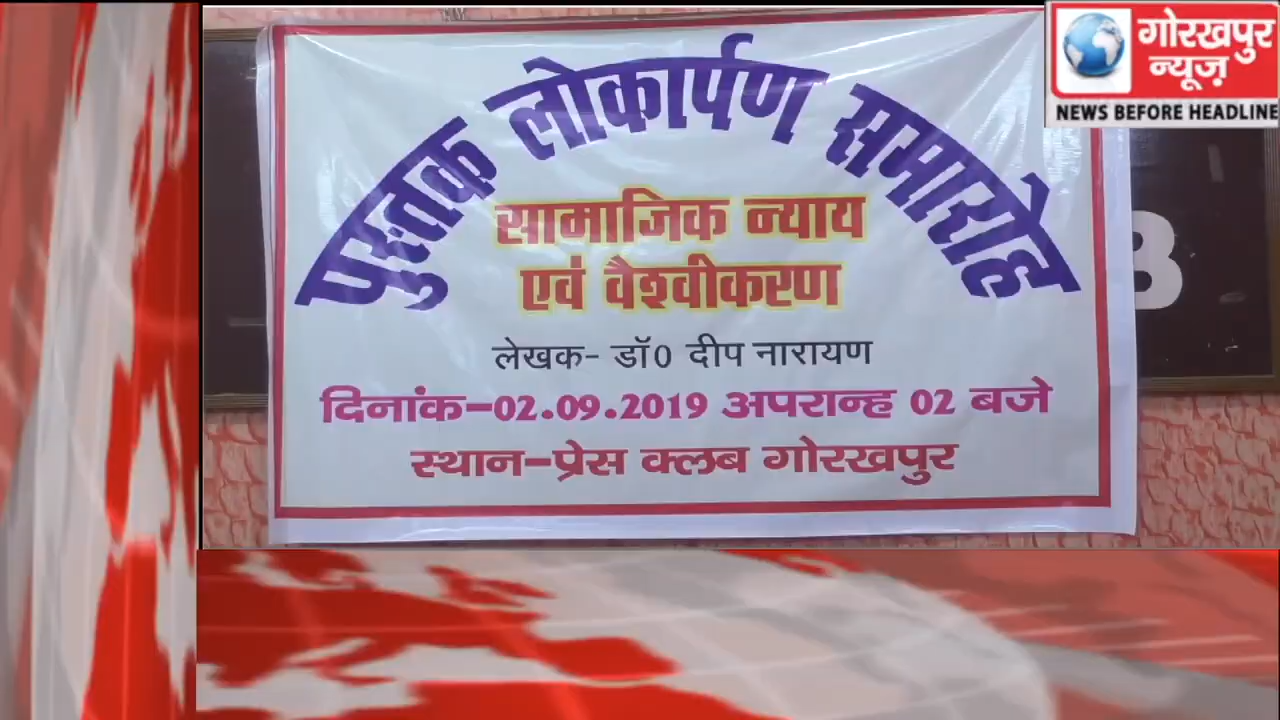 गोरखपुर
न्यूज़
NEWS BEFORE HEADLINE
पुस्तक लोकार्पण समारोह
सामाजिक न्याय
एवं वैश्वीकरण
लेखक- डॉ0 दीप नारायण
दिनांक-02.09.2019 अपरान्ह 02 बजे
स्थान-प्रेस क्लब गोरखपुर